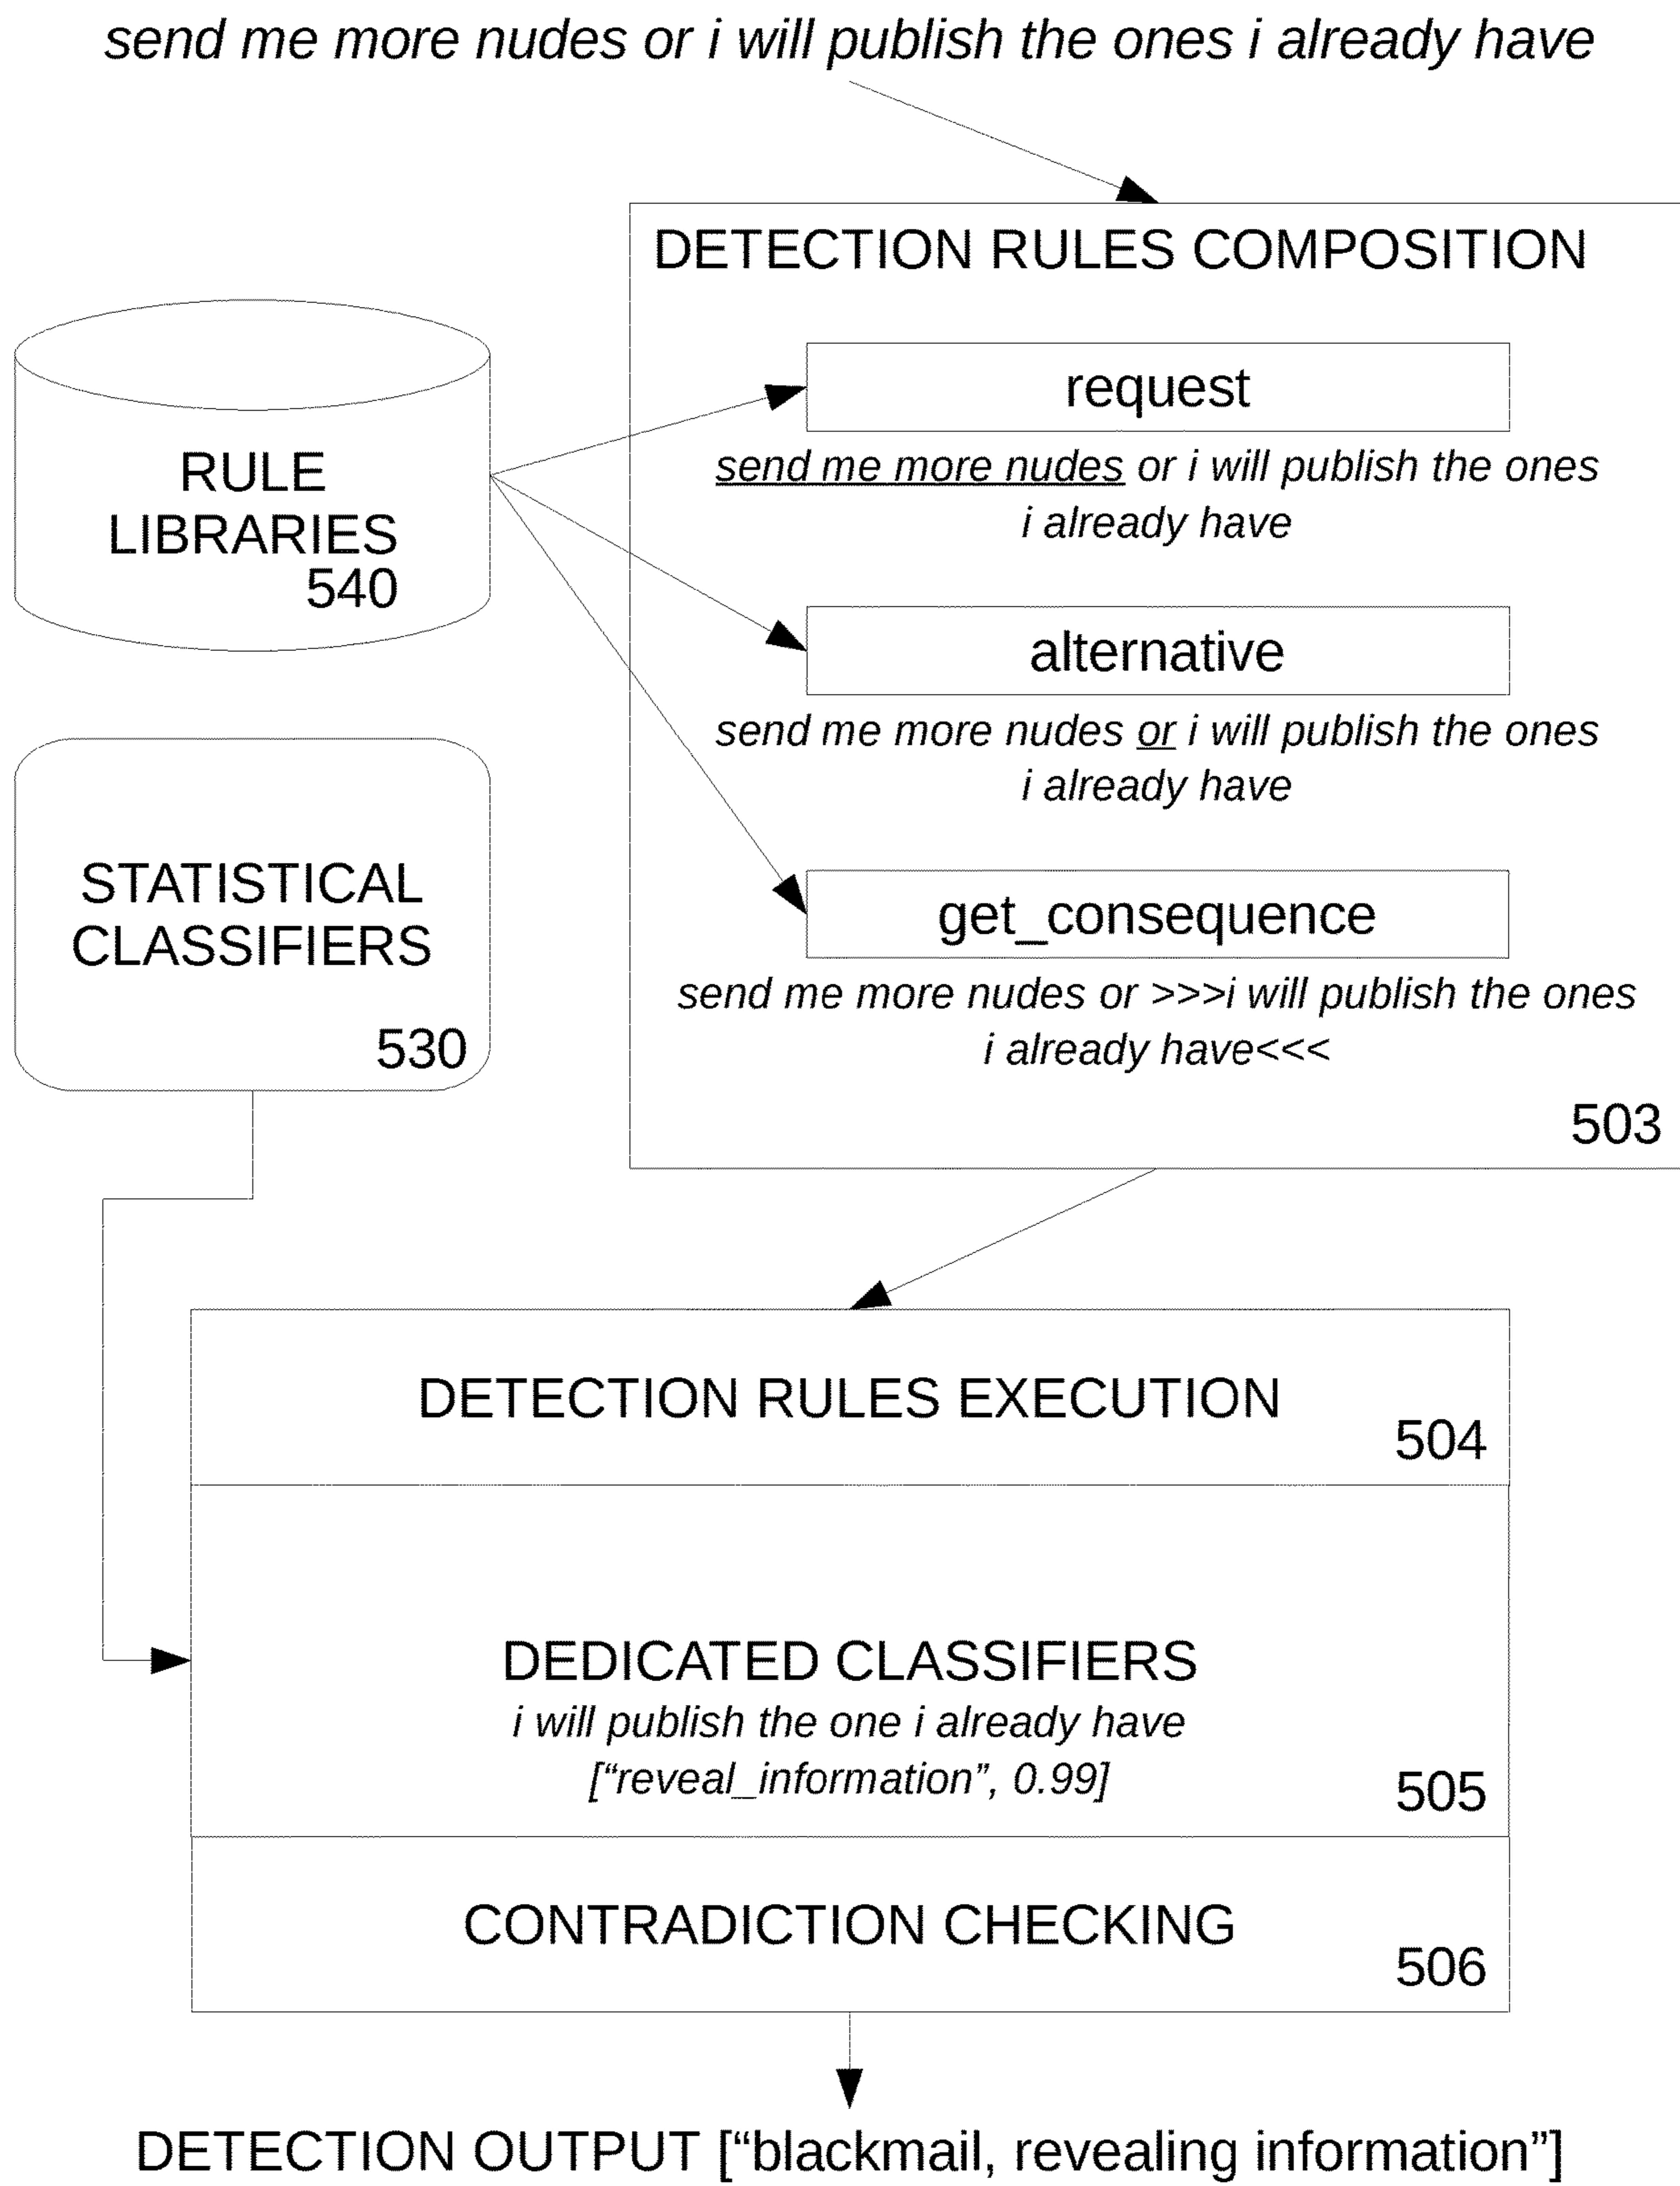 send me more nudes or i will publish the ones i already have
DETECTION RULES COMPOSITION
request
send me more nudes or i will publish the ones
i already have
alternative
send me more nudes or i will publish the ones
i already have
get_consequence
send me more nudes or >>>i will publish the ones
i already have<<<
503
RULE
LIBRARIES
540
STATISTICAL
CLASSIFIERS
530
DETECTION RULES EXECUTION
504
DEDICATED CLASSIFIERS
i will publish the one i already have
[“reveal_information”, 0.99]
505
CONTRADICTION CHECKING
506
DETECTION OUTPUT [“blackmail, revealing information”]